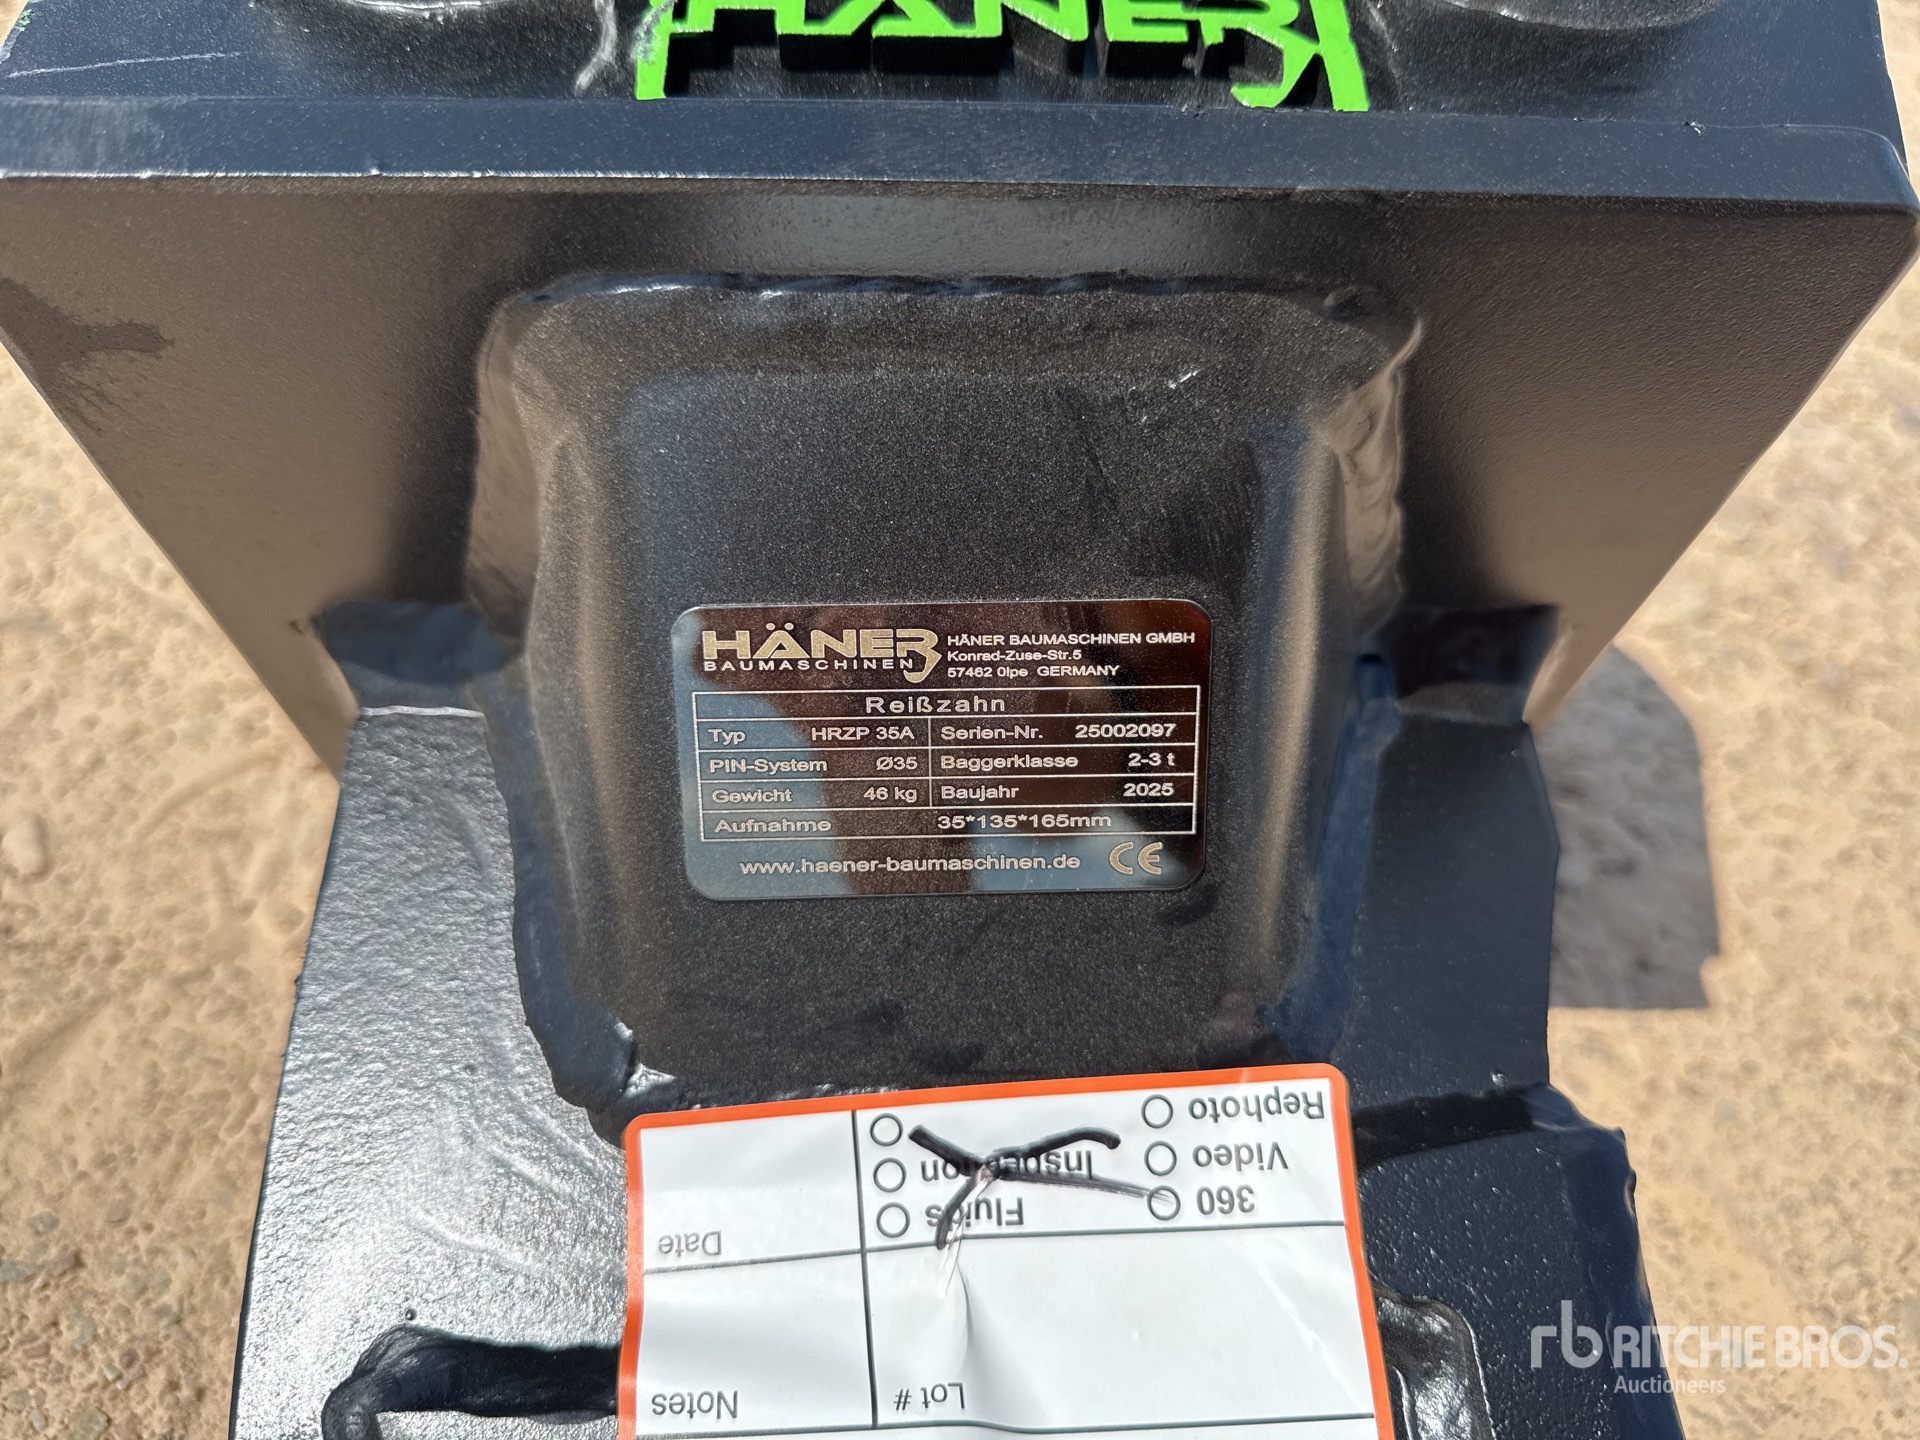 HÄNER
HÄNER
BAUMASCHINEN
HÄNER BAUMASCHINEN GMBH
Konrad-Zuse-Str.5
57462 Olpe GERMANY
Reißzahn
Typ HRZP 35A Serien-Nr. 25002097
PIN-System Ø35 Baggerklasse 2-3 t
Gewicht 46 kg Baujahr 2025
Aufnahme 35*135*165mm
www.haener-baumaschinen.de CE
Rephoto
Video
Inspection
360
Fluids
Date
Lot #
Notes
rb RITCHIE BROS.
Auctioneers